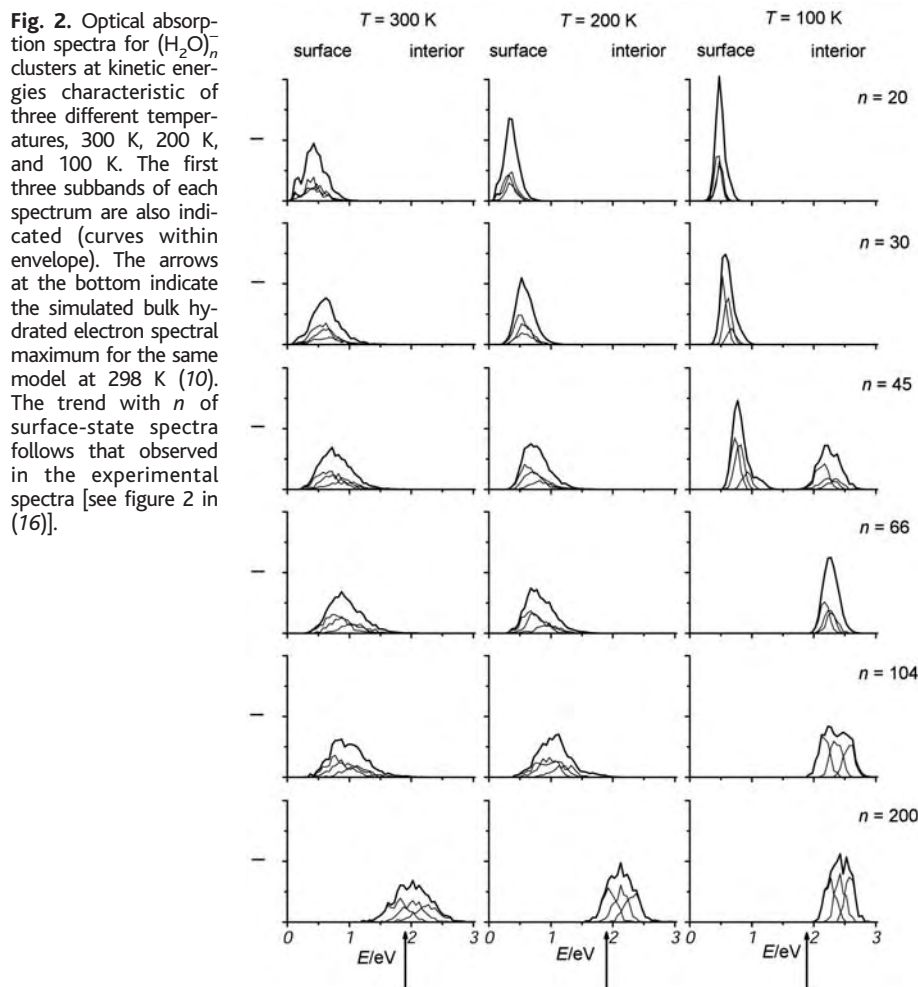 Fig. 2. Optical absorp-
tion spectra for (H₂O)ₙ⁻
clusters at kinetic ener-
gies characteristic of
three different temper-
atures, 300 K, 200 K,
and 100 K. The first
three subbands of each
spectrum are also indi-
cated (curves within
envelope). The arrows
at the bottom indicate
the simulated bulk hy-
drated electron spectral
maximum for the same
model at 298 K (10).
The trend with n of
surface-state spectra
follows that observed
in the experimental
spectra [see figure 2 in
(16)].
T = 300 K T = 200 K T = 100 K
surface interior surface interior surface interior
n = 20
n = 30
n = 45
n = 66
n = 104
n = 200
0 1 2 3 0 1 2 3 0 1 2 3
E/eV E/eV E/eV